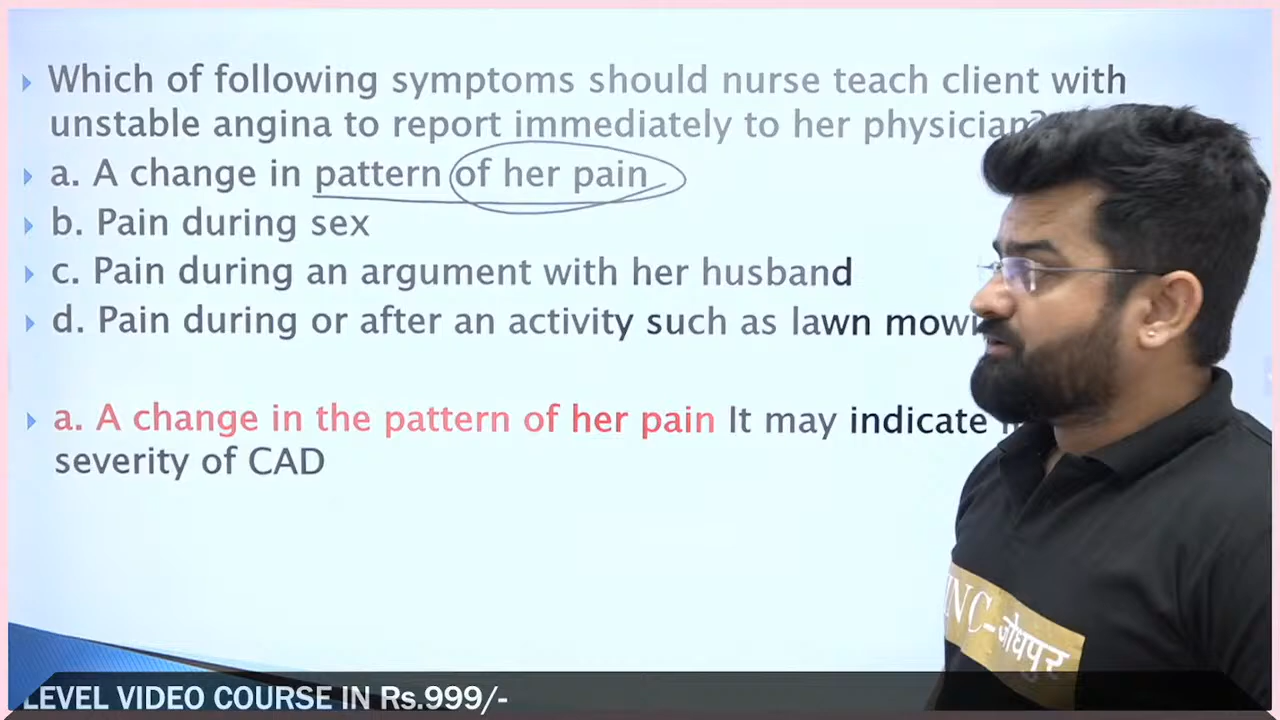 Which of following symptoms should nurse teach client with
unstable angina to report immediately to her physician?
a. A change in pattern of her pain
b. Pain during sex
c. Pain during an argument with her husband
d. Pain during or after an activity such as lawn
a. A change in the pattern of her pain It may indicate
severity of CAD
NC-जोधपुर
LEVEL VIDEO COURSE IN Rs.999/-